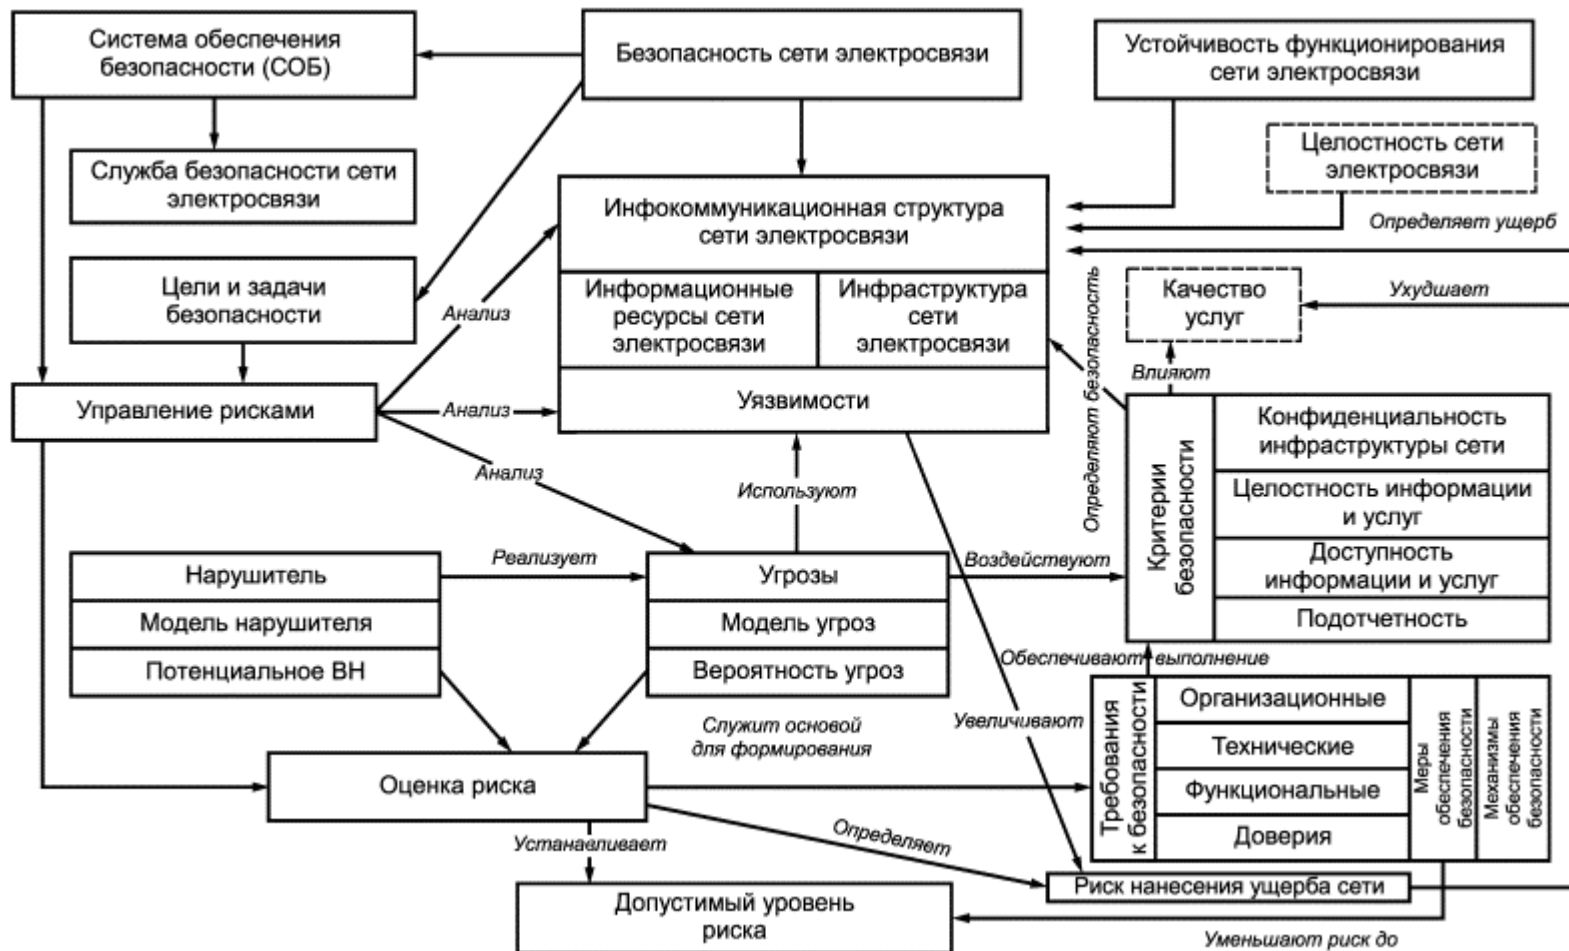 Система обеспечения
безопасности (СОБ)
Безопасность сети электросвязи
Устойчивость функционирования
сети электросвязи
Целостность сети
электросвязи
Служба безопасности сети
электросвязи
Инфокоммуникационная структура
сети электросвязи
Определяет ущерб
Цели и задачи
безопасности
Анализ
Информационные
ресурсы сети
электросвязи
Инфраструктура
сети
электросвязи
Определяют безопасность
Качество
услуг
Ухудшает
Влияют
Управление рисками
Анализ
Уязвимости
Анализ
Используют
Критерии
безопасности
Конфиденциальность
инфраструктуры сети
Целостность информации
и услуг
Доступность
информации и услуг
Подотчетность
Нарушитель
Модель нарушителя
Потенциальное ВН
Реализует
Угрозы
Модель угроз
Вероятность угроз
Воздействуют
Обеспечивают выполнение
Увеличивают
Служит основой
для формирования
Требования
к безопасности
Организационные
Технические
Функциональные
Доверия
Меры
обеспечения
безопасности
Механизмы
обеспечения
безопасности
Оценка риска
Устанавливает
Определяет
Риск нанесения ущерба сети
Допустимый уровень
риска
Уменьшают риск до